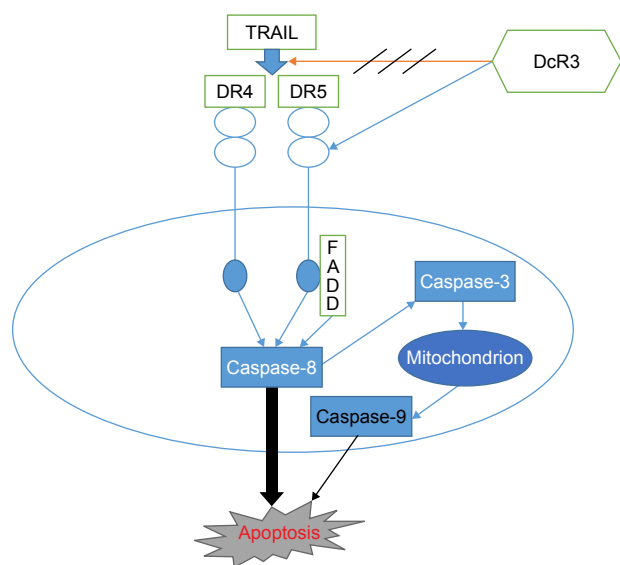 TRAIL
DcR3
DR4
DR5
F
A
D
D
Caspase-3
Mitochondrion
Caspase-8
Caspase-9
Apoptosis